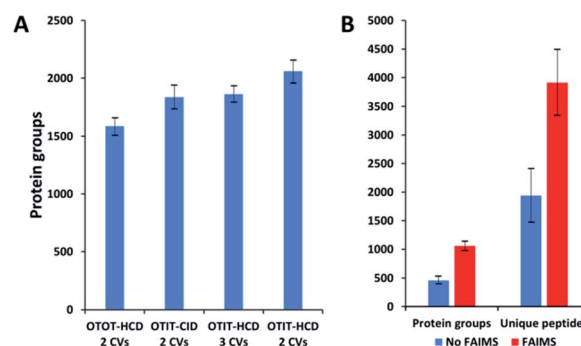 A
Protein groups
2500
2000
1500
1000
500
0
OTOT-HCD
2 CVs
OTIT-CID
2 CVs
OTIT-HCD
3 CVs
OTIT-HCD
2 CVs
B
5000
4500
4000
3500
3000
2500
2000
1500
1000
500
0
Protein groups
Unique peptide
No FAIMS
FAIMS